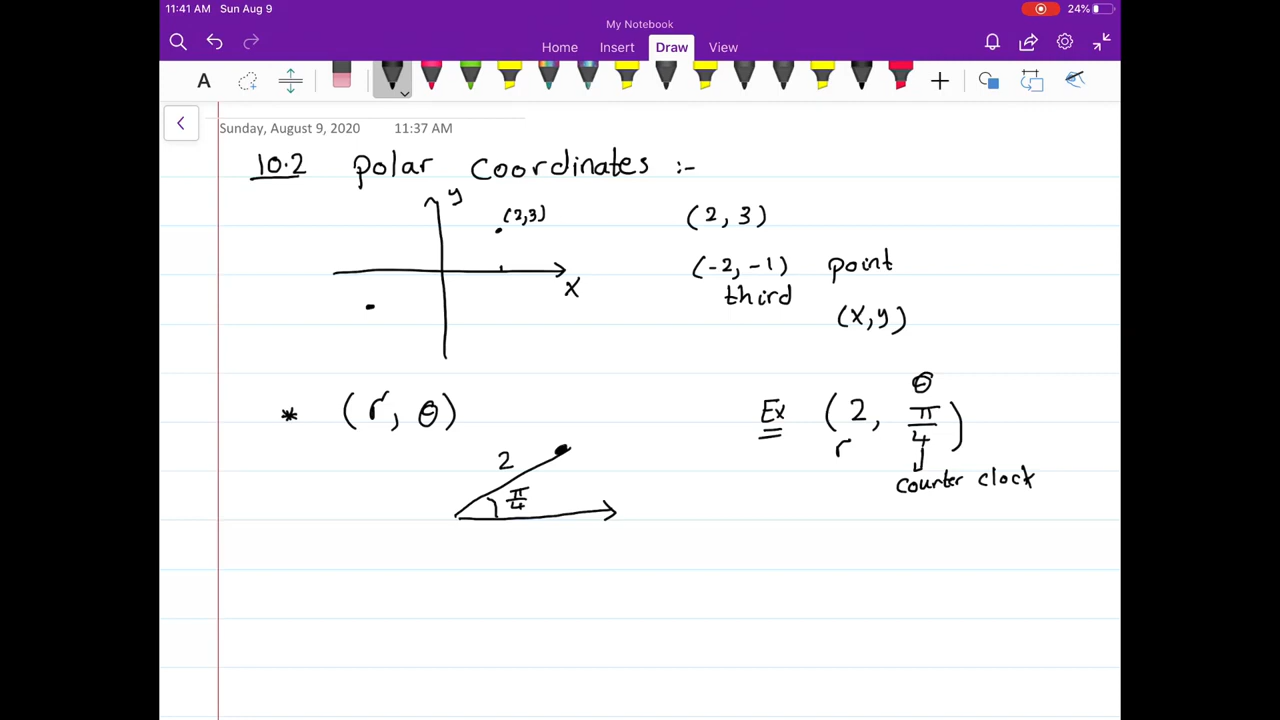 11:41 AM Sun Aug 9
24%
My Notebook
Home Insert Draw View
A
Sunday, August 9, 2020 11:37 AM
10.2 Polar Coordinates :-
y
(2,3)
(2, 3)
(-2, -1) point
third
x
(x,y)
* (r, θ)
Ex (2, π/4)
θ
r
counter clock
2
π/4